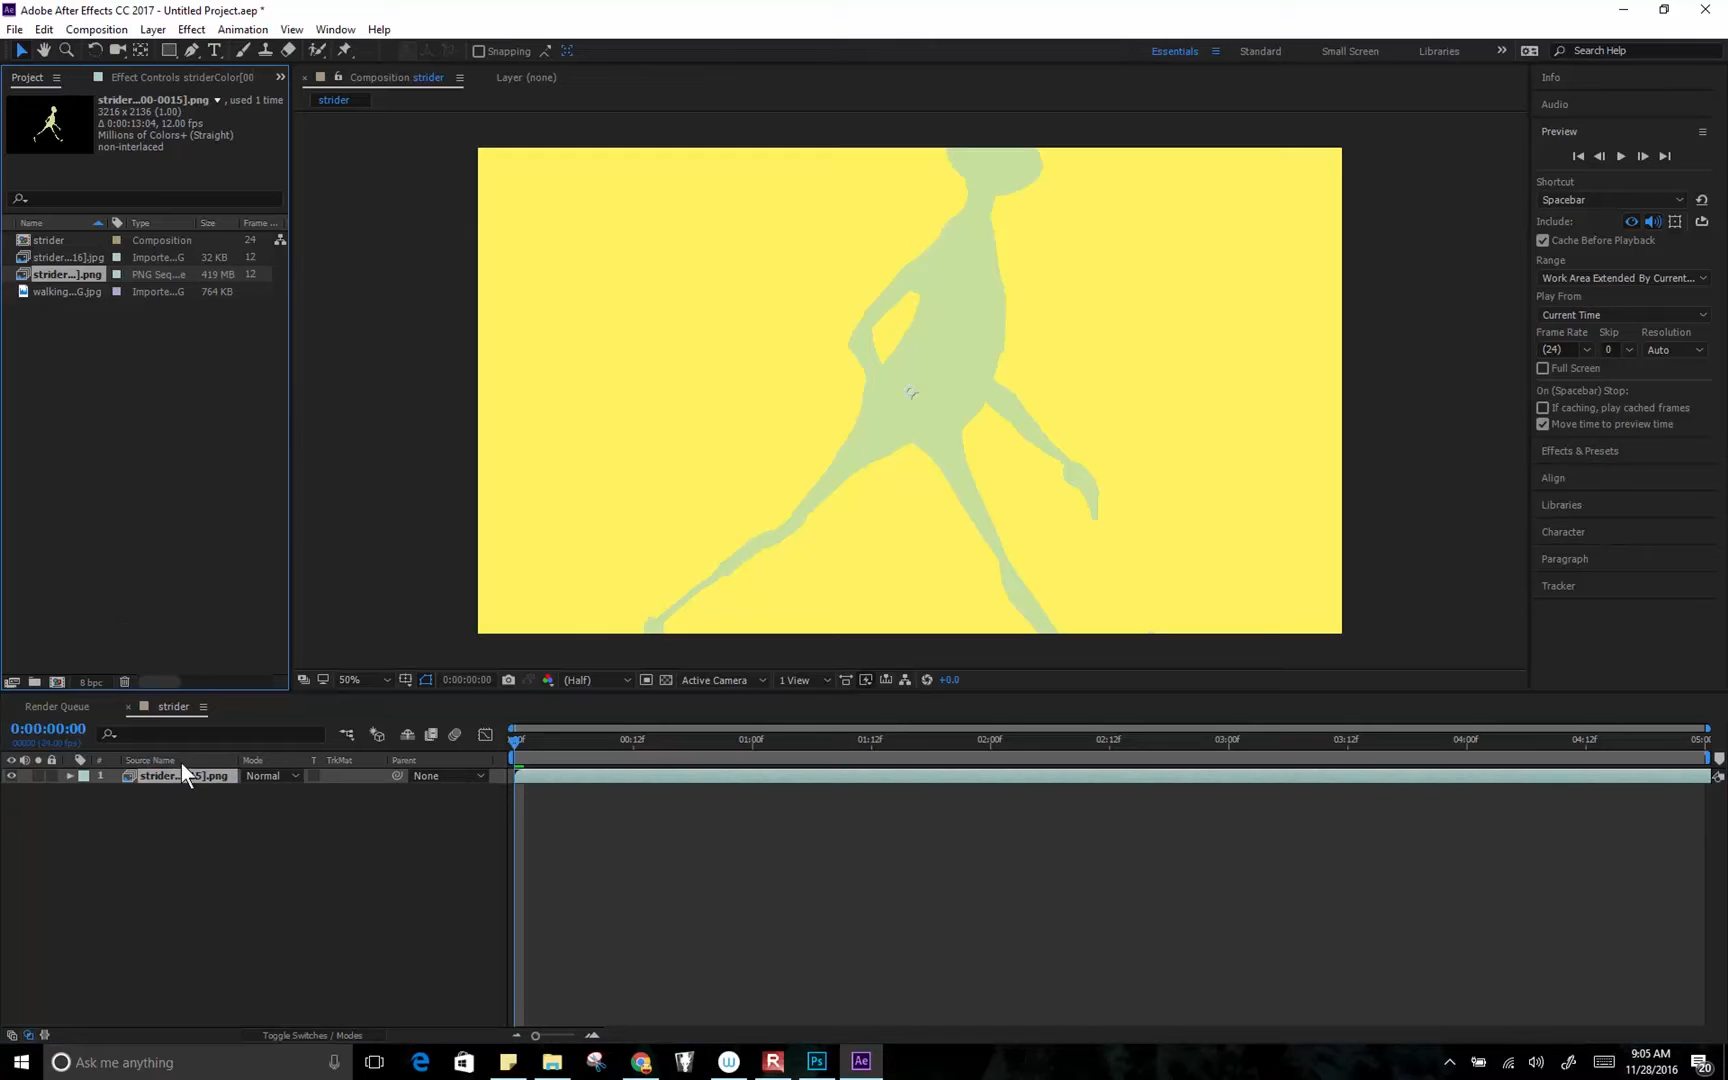 Adobe After Effects CC 2017 - Untitled Project.aep *
File Edit Composition Layer Effect Animation View Window Help
Snapping Essentials Standard Small Screen Libraries Search Help
Project Effect Controls striderColor[00
Composition strider Layer (none)
strider
strider...00-0015].png , used 1 time
3216 x 2136 (1.00)
Δ 0:00:13:04, 12.00 fps
Millions of Colors+ (Straight)
non-interlaced
Name Type Size Frame ...
strider Composition 24
strider...16].jpg Importe...G 32 KB 12
strider...].png PNG Seq...e 419 MB 12
walking...G.jpg Importe...G 764 KB
8 bpc
50% 0:00:00:00 (Half) Active Camera 1 View +0.0
Info
Audio
Preview
Shortcut
Spacebar
Include:
Cache Before Playback
Range
Work Area Extended By Current...
Play From
Current Time
Frame Rate Skip Resolution
(24) 0 Auto
Full Screen
On (Spacebar) Stop:
If caching, play cached frames
Move time to preview time
Effects & Presets
Align
Libraries
Character
Paragraph
Tracker
Render Queue strider
0:00:00:00
00000 (24.00 fps)
# Source Name Mode T TrkMat Parent
1 strider...5].png Normal None
00:12f 01:00f 01:12f 02:00f 02:12f 03:00f 03:12f 04:00f 04:12f 05:00
Toggle Switches / Modes
Ask me anything
9:05 AM
11/28/2016
20